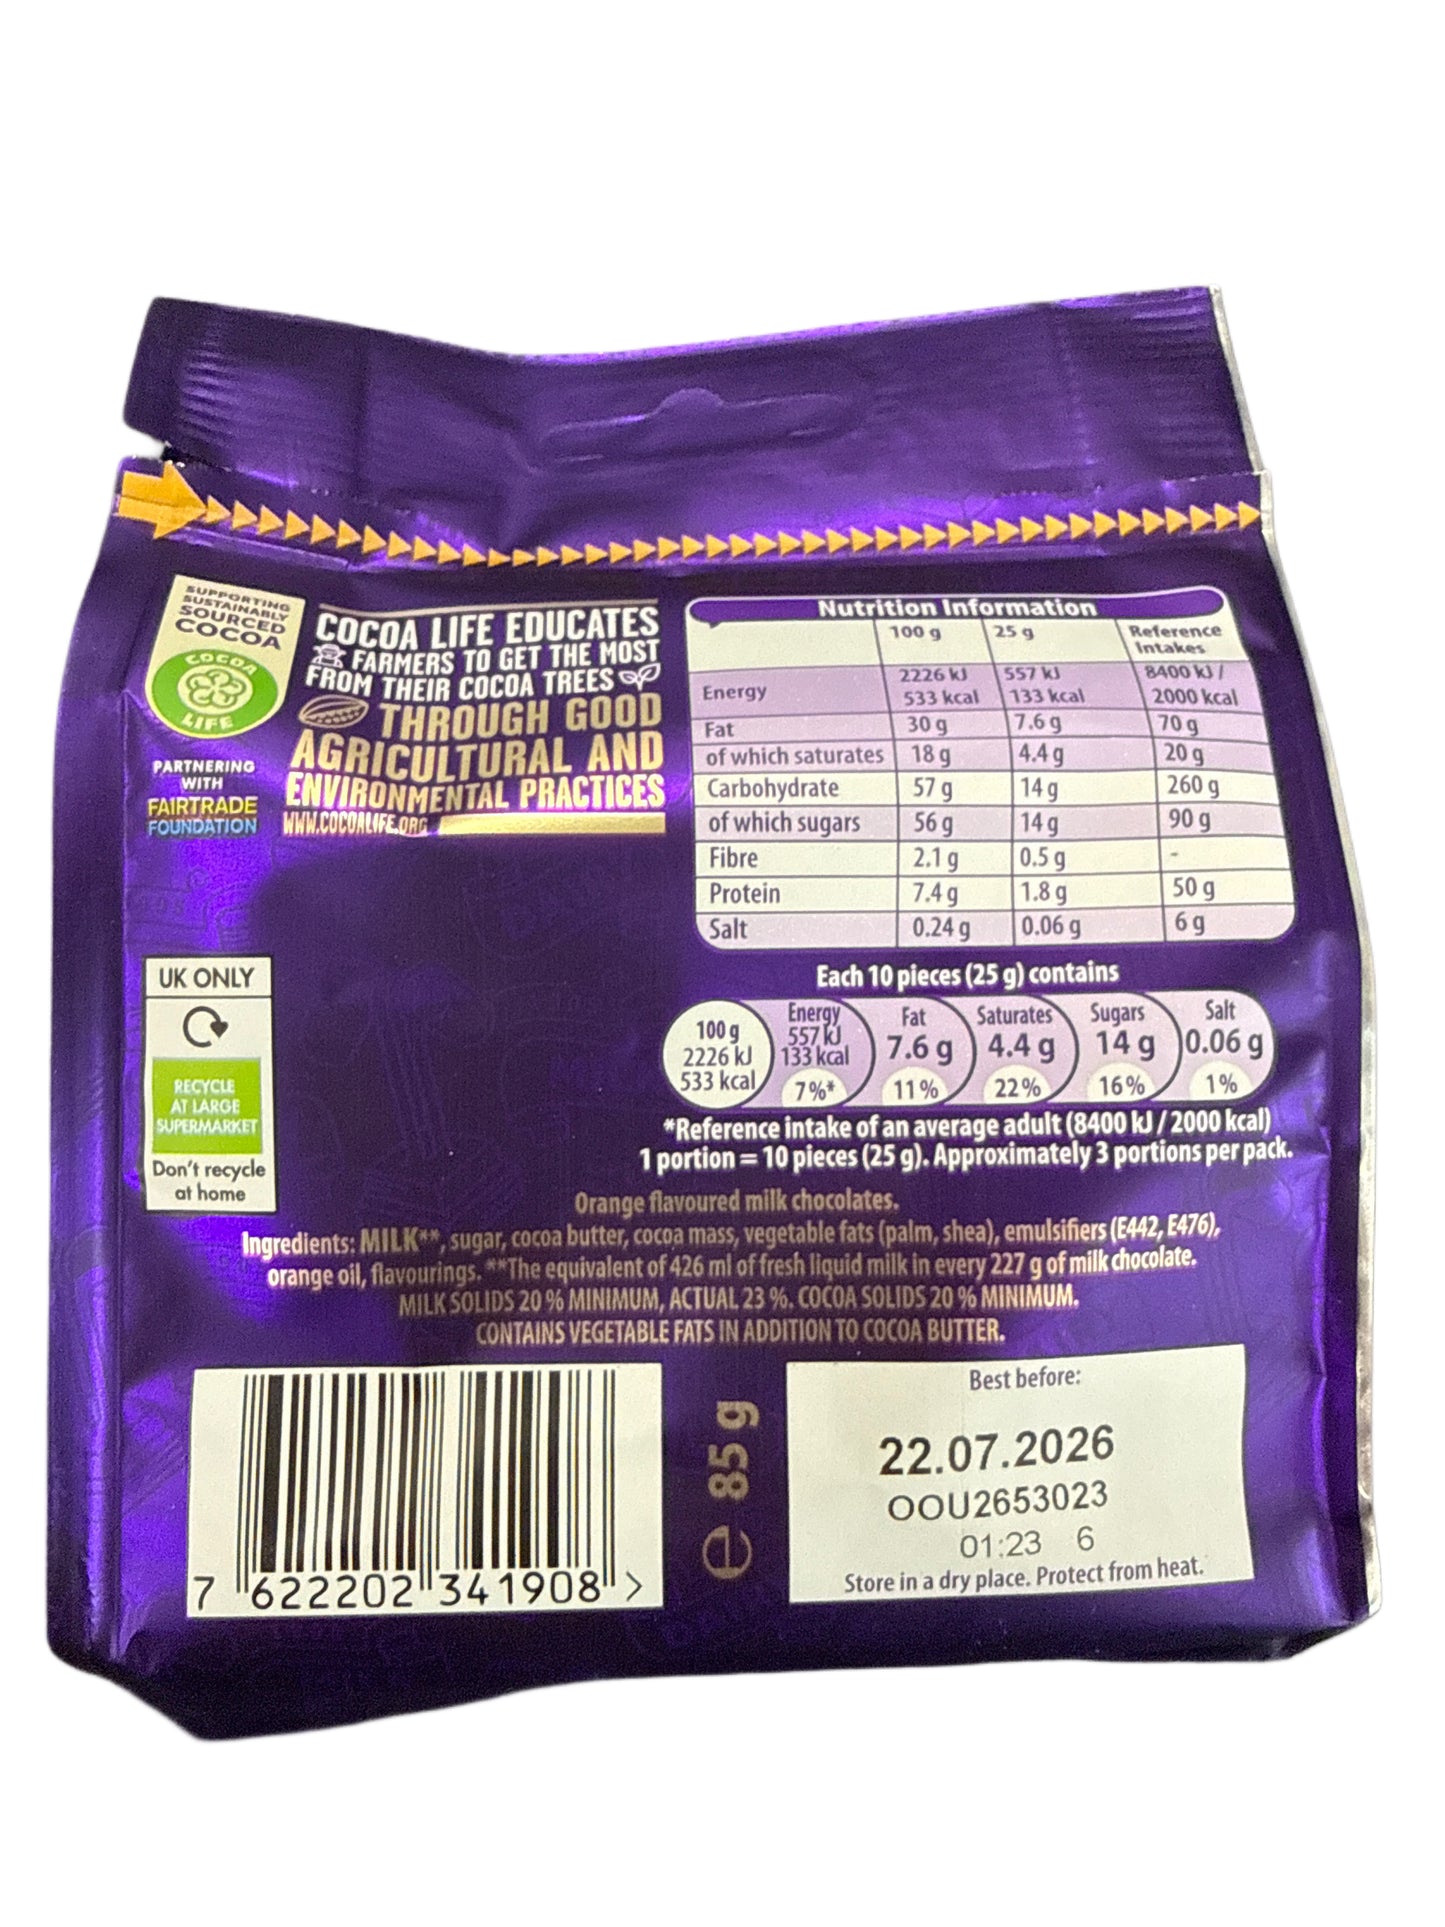 SUPPORTING
SUSTAINABLY
SOURCED
COCOA
COCOA
LIFE
PARTNERING
WITH
FAIRTRADE
FOUNDATION
COCOA LIFE EDUCATES
FARMERS TO GET THE MOST
FROM THEIR COCOA TREES
THROUGH GOOD
AGRICULTURAL AND
ENVIRONMENTAL PRACTICES
WWW.COCOALIFE.ORG
Nutrition Information
100 g 25 g Reference Intakes
Energy 2226 kJ 533 kcal 557 kJ 133 kcal 8400 kJ / 2000 kcal
Fat 30 g 7.6 g 70 g
of which saturates 18 g 4.4 g 20 g
Carbohydrate 57 g 14 g 260 g
of which sugars 56 g 14 g 90 g
Fibre 2.1 g 0.5 g -
Protein 7.4 g 1.8 g 50 g
Salt 0.24 g 0.06 g 6 g
UK ONLY
RECYCLE
AT LARGE
SUPERMARKET
Don't recycle
at home
Each 10 pieces (25 g) contains
100 g 2226 kJ 533 kcal
Energy 557 kJ 133 kcal 7%*
Fat 7.6 g 11%
Saturates 4.4 g 22%
Sugars 14 g 16%
Salt 0.06 g 1%
*Reference intake of an average adult (8400 kJ / 2000 kcal)
1 portion = 10 pieces (25 g). Approximately 3 portions per pack.
Orange flavoured milk chocolates.
Ingredients: MILK**, sugar, cocoa butter, cocoa mass, vegetable fats (palm, shea), emulsifiers (E442, E476),
orange oil, flavourings. **The equivalent of 426 ml of fresh liquid milk in every 227 g of milk chocolate.
MILK SOLIDS 20 % MINIMUM, ACTUAL 23 %. COCOA SOLIDS 20 % MINIMUM.
CONTAINS VEGETABLE FATS IN ADDITION TO COCOA BUTTER.
7 622202 341908 >
e 85 g
Best before:
22.07.2026
OOU2653023
01:23 6
Store in a dry place. Protect from heat.